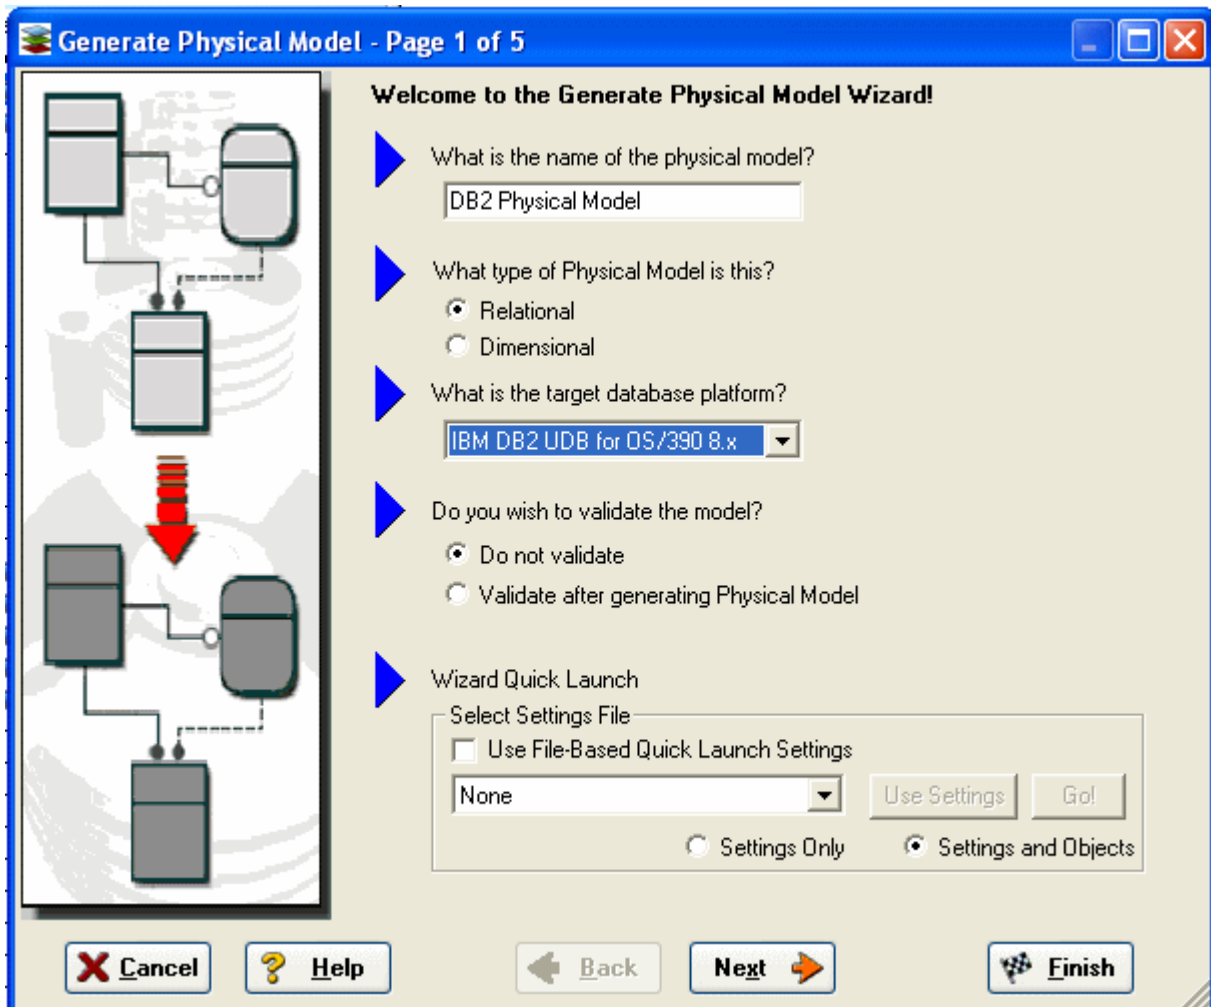 Generate Physical Model - Page 1 of 5
Welcome to the Generate Physical Model Wizard!
What is the name of the physical model?
DB2 Physical Model
What type of Physical Model is this?
Relational
Dimensional
What is the target database platform?
IBM DB2 UDB for OS/390 8.x
Do you wish to validate the model?
Do not validate
Validate after generating Physical Model
Wizard Quick Launch
Select Settings File
Use File-Based Quick Launch Settings
None Use Settings Go!
Settings Only Settings and Objects
Cancel Help Back Next Finish